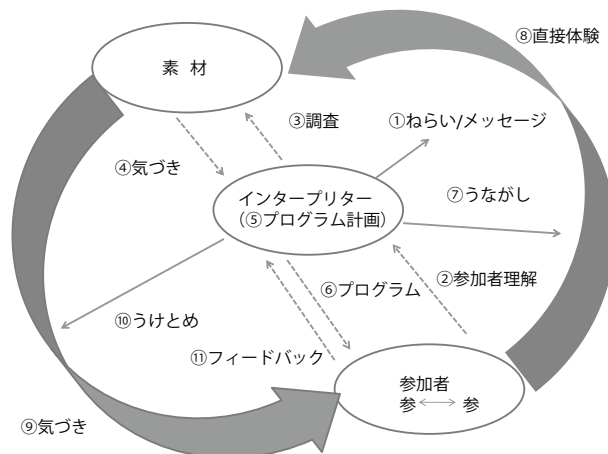 ⑧直接体験
素 材
③調査
①ねらい/メッセージ
④気づき
インタープリター
（⑤プログラム計画）
⑦うながし
②参加者理解
⑥プログラム
⑩うけとめ
⑪フィードバック
参加者
参 参
⑨気づき